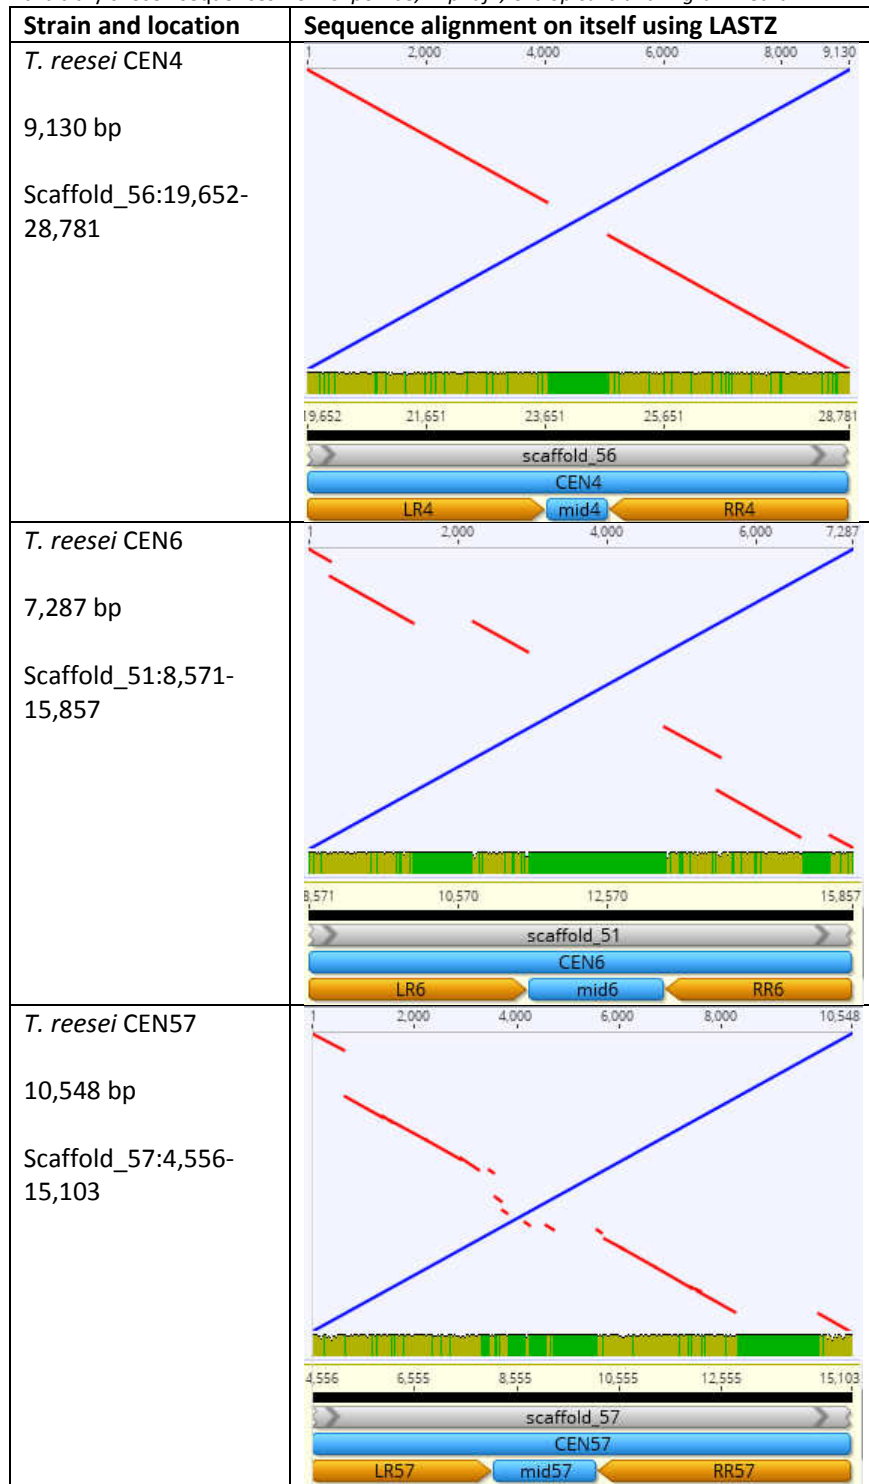 Strain and location Sequence alignment on itself using LASTZ
T. reesei CEN4
9,130 bp
Scaffold_56:19,652-
28,781
1 2,000 4,000 6,000 8,000 9,130
19,652 21,651 23,651 25,651 28,781
scaffold_56
CEN4
LR4 mid4 RR4
T. reesei CEN6
7,287 bp
Scaffold_51:8,571-
15,857
1 2,000 4,000 6,000 7,287
8,571 10,570 12,570 15,857
scaffold_51
CEN6
LR6 mid6 RR6
T. reesei CEN57
10,548 bp
Scaffold_57:4,556-
15,103
1 2,000 4,000 6,000 8,000 10,548
4,556 6,555 8,555 10,555 12,555 15,103
scaffold_57
CEN57
LR57 mid57 RR57